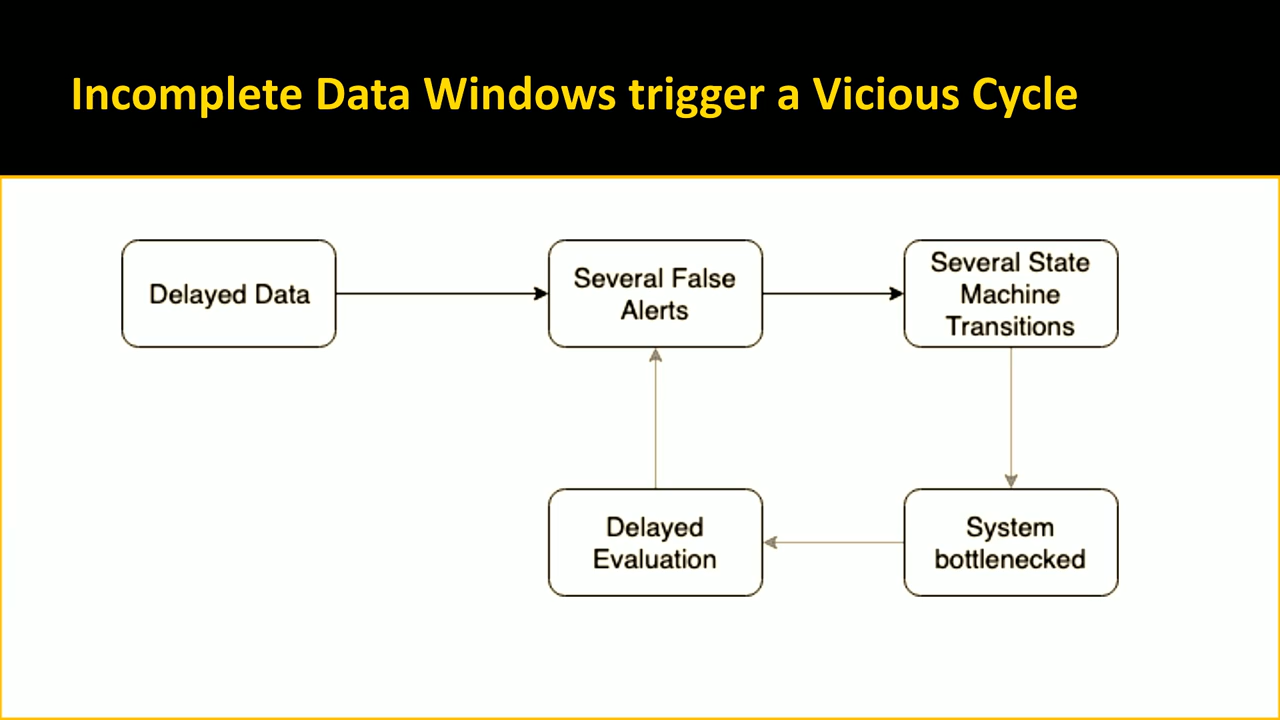 Incomplete Data Windows trigger a Vicious Cycle
Delayed Data
Several False
Alerts
Several State
Machine
Transitions
Delayed
Evaluation
System
bottlenecked